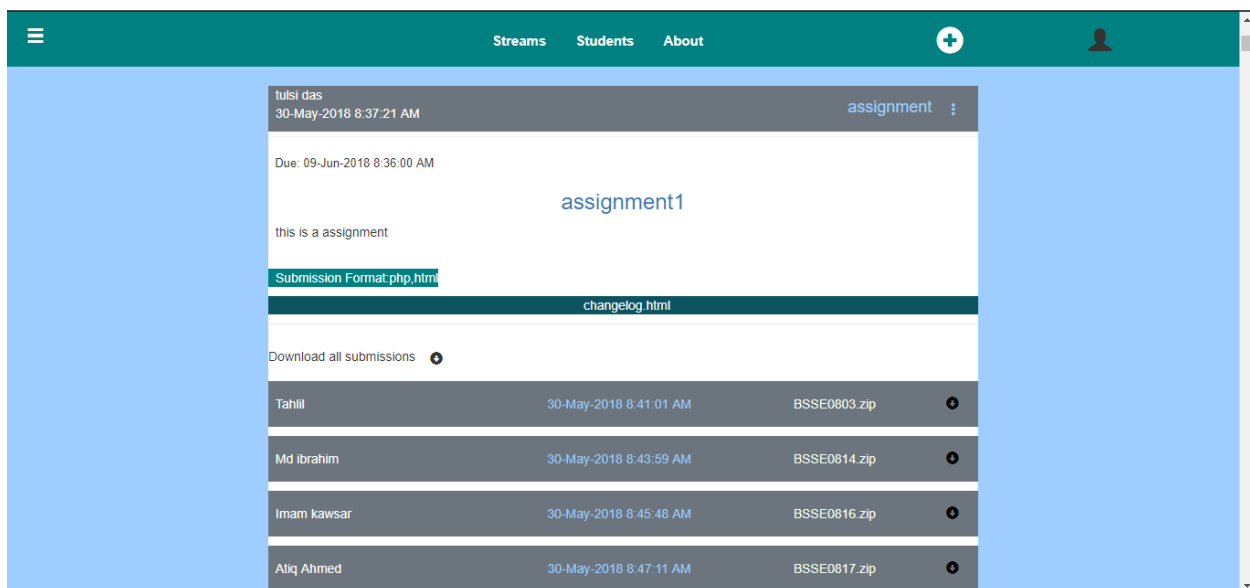 Streams Students About
tulsi das
30-May-2018 8:37:21 AM
assignment
Due: 09-Jun-2018 8:36:00 AM
assignment1
this is a assignment
Submission Format:php,html
changelog.html
Download all submissions
Tahlil 30-May-2018 8:41:01 AM BSSE0803.zip
Md ibrahim 30-May-2018 8:43:59 AM BSSE0814.zip
Imam kawsar 30-May-2018 8:45:48 AM BSSE0816.zip
Atiq Ahmed 30-May-2018 8:47:11 AM BSSE0817.zip